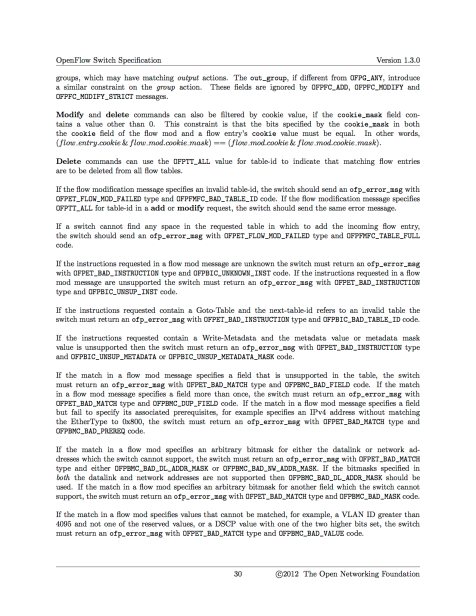 OpenFlow Switch Specification Version 1.3.0
groups, which may have matching output actions. The out_group, if different from OFPG_ANY, introduce
a similar constraint on the group action. These fields are ignored by OFPFC_ADD, OFPFC_MODIFY and
OFPFC_MODIFY_STRICT messages.
Modify and delete commands can also be filtered by cookie value, if the cookie_mask field con-
tains a value other than 0. This constraint is that the bits specified by the cookie_mask in both
the cookie field of the flow mod and a flow entry's cookie value must be equal. In other words,
(flow.entry.cookie & flow.mod.cookie.mask) == (flow.mod.cookie & flow.mod.cookie.mask).
Delete commands can use the OFPTT_ALL value for table-id to indicate that matching flow entries
are to be deleted from all flow tables.
If the flow modification message specifies an invalid table-id, the switch should send an ofp_error_msg with
OFPET_FLOW_MOD_FAILED type and OFPFMFC_BAD_TABLE_ID code. If the flow modification message specifies
OFPTT_ALL for table-id in a add or modify request, the switch should send the same error message.
If a switch cannot find any space in the requested table in which to add the incoming flow entry,
the switch should send an ofp_error_msg with OFPET_FLOW_MOD_FAILED type and OFPFMFC_TABLE_FULL
code.
If the instructions requested in a flow mod message are unknown the switch must return an ofp_error_msg
with OFPET_BAD_INSTRUCTION type and OFPBIC_UNKNOWN_INST code. If the instructions requested in a flow
mod message are unsupported the switch must return an ofp_error_msg with OFPET_BAD_INSTRUCTION
type and OFPBIC_UNSUP_INST code.
If the instructions requested contain a Goto-Table and the next-table-id refers to an invalid table the
switch must return an ofp_error_msg with OFPET_BAD_INSTRUCTION type and OFPBIC_BAD_TABLE_ID code.
If the instructions requested contain a Write-Metadata and the metadata value or metadata mask
value is unsupported then the switch must return an ofp_error_msg with OFPET_BAD_INSTRUCTION type
and OFPBIC_UNSUP_METADATA or OFPBIC_UNSUP_METADATA_MASK code.
If the match in a flow mod message specifies a field that is unsupported in the table, the switch
must return an ofp_error_msg with OFPET_BAD_MATCH type and OFPBMC_BAD_FIELD code. If the match
in a flow mod message specifies a field more than once, the switch must return an ofp_error_msg with
OFPET_BAD_MATCH type and OFPBMC_DUP_FIELD code. If the match in a flow mod message specifies a field
but fail to specify its associated prerequisites, for example specifies an IPv4 address without matching
the EtherType to 0x800, the switch must return an ofp_error_msg with OFPET_BAD_MATCH type and
OFPBMC_BAD_PREREQ code.
If the match in a flow mod specifies an arbitrary bitmask for either the datalink or network ad-
dresses which the switch cannot support, the switch must return an ofp_error_msg with OFPET_BAD_MATCH
type and either OFPBMC_BAD_DL_ADDR_MASK or OFPBMC_BAD_NW_ADDR_MASK. If the bitmasks specified in
both the datalink and network addresses are not supported then OFPBMC_BAD_DL_ADDR_MASK should be
used. If the match in a flow mod specifies an arbitrary bitmask for another field which the switch cannot
support, the switch must return an ofp_error_msg with OFPET_BAD_MATCH type and OFPBMC_BAD_MASK code.
If the match in a flow mod specifies values that cannot be matched, for example, a VLAN ID greater than
4095 and not one of the reserved values, or a DSCP value with one of the two higher bits set, the switch
must return an ofp_error_msg with OFPET_BAD_MATCH type and OFPBMC_BAD_VALUE code.
30 ©2012 The Open Networking Foundation